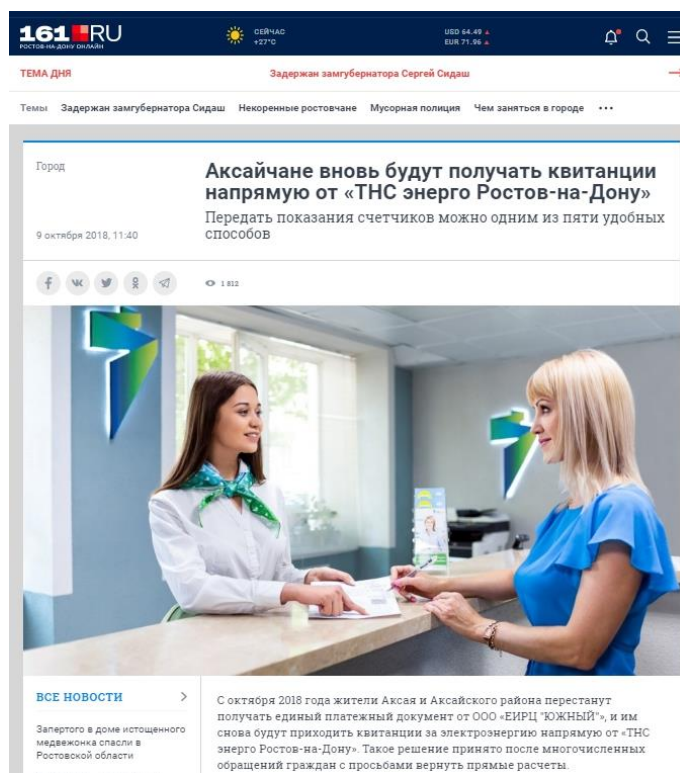 161.RU
РОСТОВ-НА-ДОНУ ОНЛАЙН
СЕЙЧАС
+27°C
USD 64.49 ▲
EUR 71.96 ▲
ТЕМА ДНЯ
Задержан замгубернатора Сергей Сидаш
Темы Задержан замгубернатора Сидаш Некоренные ростовчане Мусорная полиция Чем заняться в городе •••
Город
Аксайчане вновь будут получать квитанции
напрямую от «ТНС энерго Ростов-на-Дону»
Передать показания счетчиков можно одним из пяти удобных
способов
9 октября 2018, 11:40
1 812
ВСЕ НОВОСТИ
Запертого в доме истощенного
медвежонка спасли в
Ростовской области
С октября 2018 года жители Аксая и Аксайского района перестанут
получать единый платежный документ от ООО «ЕИРЦ "ЮЖНЫЙ"», и им
снова будут приходить квитанции за электроэнергию напрямую от «ТНС
энерго Ростов-на-Дону». Такое решение принято после многочисленных
обращений граждан с просьбами вернуть прямые расчеты.